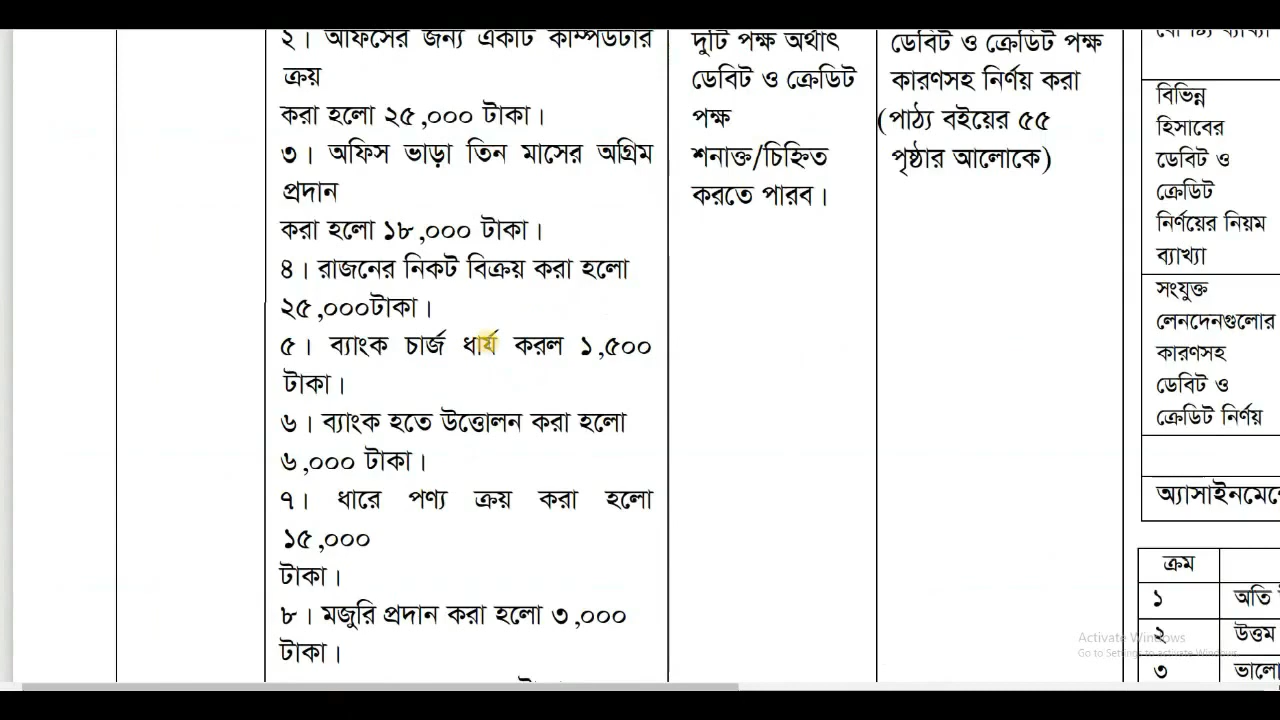 ২। অফিসের জন্য একটি কম্পিউটার
ক্রয়
করা হলো ২৫,০০০ টাকা।
৩। অফিস ভাড়া তিন মাসের অগ্রিম
প্রদান
করা হলো ১৮,০০০ টাকা।
৪। রাজনের নিকট বিক্রয় করা হলো
২৫,০০০টাকা।
৫। ব্যাংক চার্জ ধার্য করল ১,৫০০
টাকা।
৬। ব্যাংক হতে উত্তোলন করা হলো
৬,০০০ টাকা।
৭। ধারে পণ্য ক্রয় করা হলো
১৫,০০০
টাকা।
৮। মজুরি প্রদান করা হলো ৩,০০০
টাকা।
দুটি পক্ষ অর্থাৎ
ডেবিট ও ক্রেডিট
পক্ষ
শনাক্ত/চিহ্নিত
করতে পারব।
ডেবিট ও ক্রেডিট পক্ষ
কারণসহ নির্ণয় করা
(পাঠ্য বইয়ের ৫৫
পৃষ্ঠার আলোকে)
বিভিন্ন
হিসাবের
ডেবিট ও
ক্রেডিট
নির্ণয়ের নিয়ম
ব্যাখ্যা
সংযুক্ত
লেনদেনগুলোর
কারণসহ
ডেবিট ও
ক্রেডিট নির্ণয়
ক্রম
১ অতি
২ উত্তম
৩ ভালো
Activate Windows
Go to Settings to activate Windows.